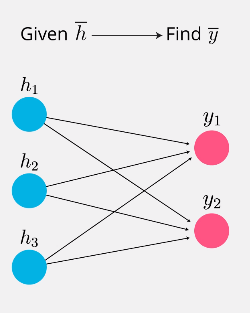 Given h̅ → Find y̅
h₁
y₁
h₂
y₂
h₃